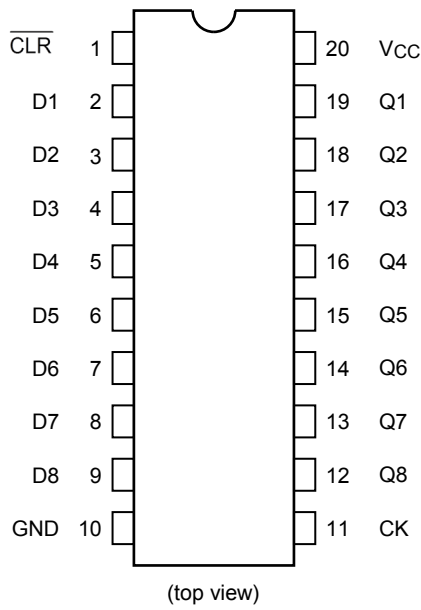 C̅L̅R̅ 1 20 VCC
D1 2 19 Q1
D2 3 18 Q2
D3 4 17 Q3
D4 5 16 Q4
D5 6 15 Q5
D6 7 14 Q6
D7 8 13 Q7
D8 9 12 Q8
GND 10 11 CK
(top view)